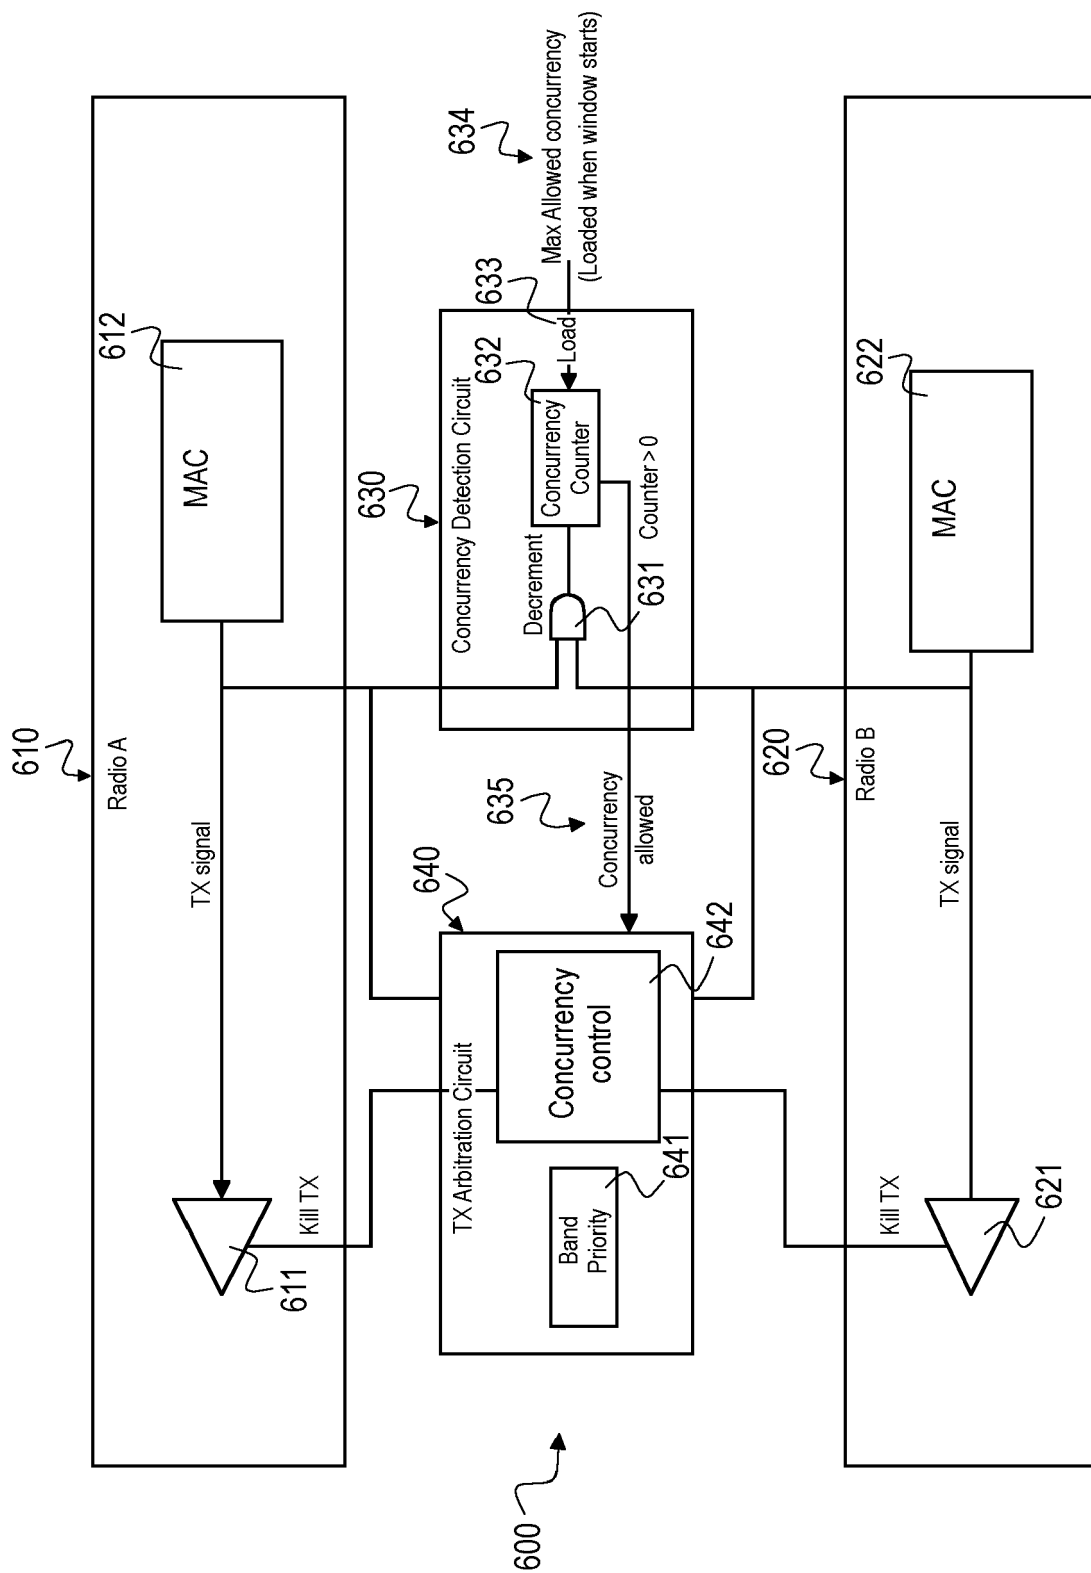 610
Radio A
612
MAC
TX signal
611
Kill TX
630
Concurrency Detection Circuit
632
633
634
Decrement
Concurrency
Counter
Load
Max Allowed concurrency
(Loaded when window starts)
631
Counter > 0
635
Concurrency
allowed
640
TX Arbitration Circuit
Concurrency
control
642
Band
Priority
641
600
620
Radio B
622
MAC
TX signal
Kill TX
621